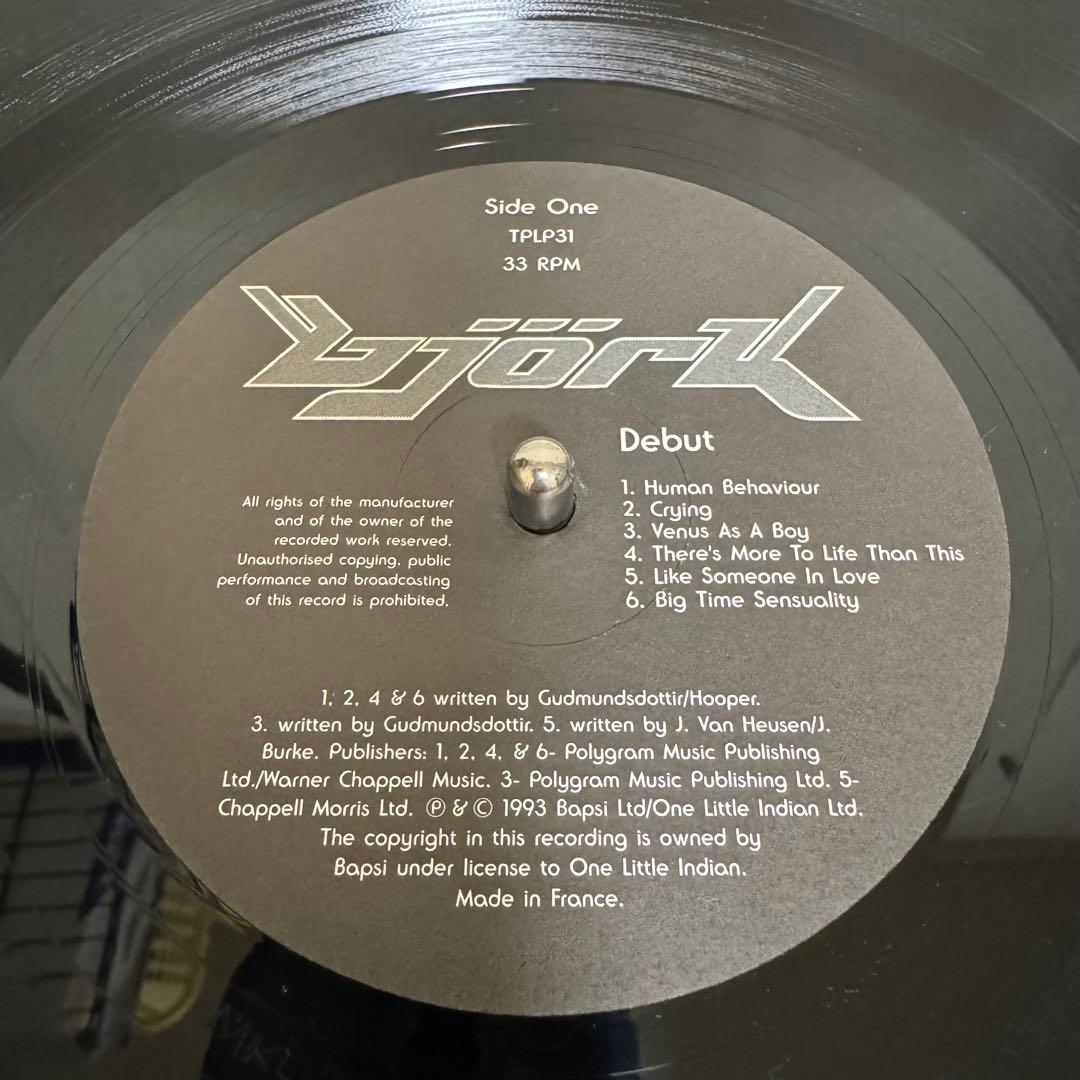 Side One
TPLP31
33 RPM
björk
Debut
1. Human Behaviour
2. Crying
3. Venus As A Boy
4. There's More To Life Than This
5. Like Someone In Love
6. Big Time Sensuality
All rights of the manufacturer
and of the owner of the
recorded work reserved.
Unauthorised copying, public
performance and broadcasting
of this record is prohibited.
1, 2, 4 & 6 written by Gudmundsdottir/Hooper.
3. written by Gudmundsdottir. 5. written by J. Van Heusen/J.
Burke. Publishers: 1, 2, 4, & 6- Polygram Music Publishing
Ltd./Warner Chappell Music. 3- Polygram Music Publishing Ltd. 5-
Chappell Morris Ltd. ℗ & © 1993 Bapsi Ltd/One Little Indian Ltd.
The copyright in this recording is owned by
Bapsi under license to One Little Indian.
Made in France.